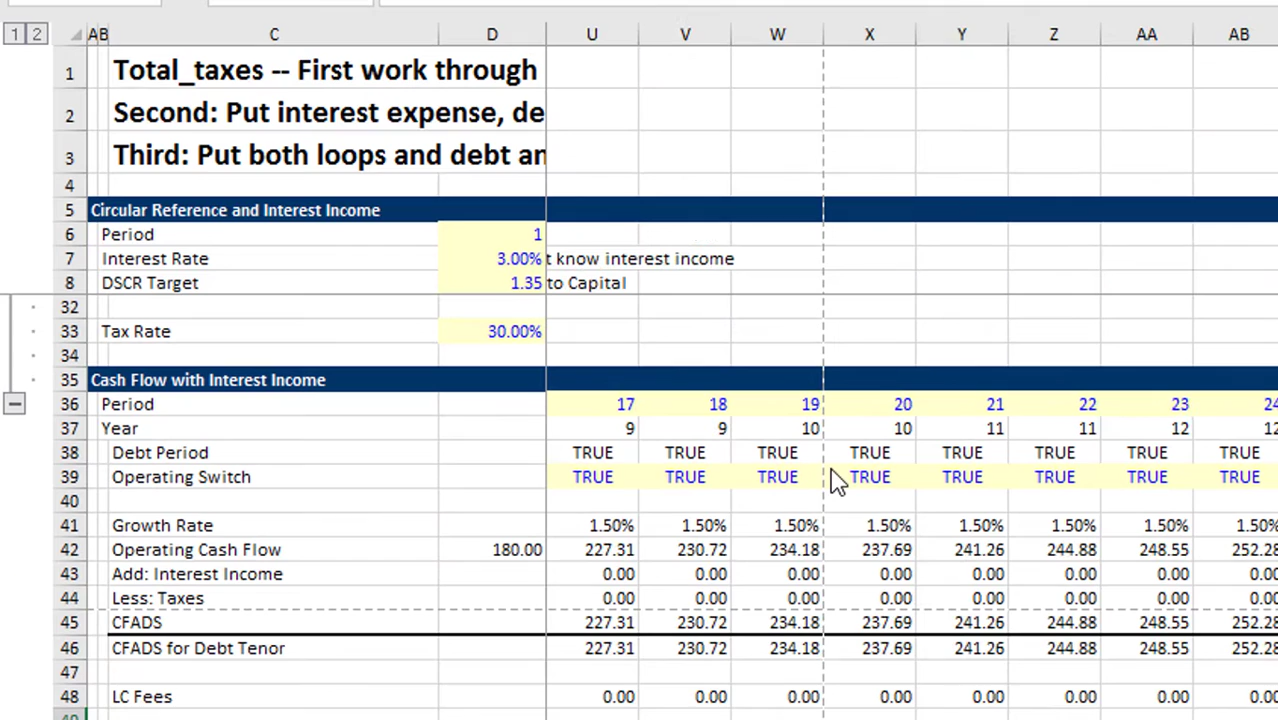 1 2 A B C D U V W X Y Z AA AB
1 Total_taxes -- First work through
2 Second: Put interest expense, de
3 Third: Put both loops and debt an
4
5 Circular Reference and Interest Income
6 Period 1
7 Interest Rate 3.00% t know interest income
8 DSCR Target 1.35 to Capital
32
33 Tax Rate 30.00%
34
35 Cash Flow with Interest Income
36 Period 17 18 19 20 21 22 23 24
37 Year 9 9 10 10 11 11 12 12
38 Debt Period TRUE TRUE TRUE TRUE TRUE TRUE TRUE TRUE
39 Operating Switch TRUE TRUE TRUE TRUE TRUE TRUE TRUE TRUE
40
41 Growth Rate 1.50% 1.50% 1.50% 1.50% 1.50% 1.50% 1.50% 1.50%
42 Operating Cash Flow 180.00 227.31 230.72 234.18 237.69 241.26 244.88 248.55 252.28
43 Add: Interest Income 0.00 0.00 0.00 0.00 0.00 0.00 0.00 0.00
44 Less: Taxes 0.00 0.00 0.00 0.00 0.00 0.00 0.00 0.00
45 CFADS 227.31 230.72 234.18 237.69 241.26 244.88 248.55 252.28
46 CFADS for Debt Tenor 227.31 230.72 234.18 237.69 241.26 244.88 248.55 252.28
47
48 LC Fees 0.00 0.00 0.00 0.00 0.00 0.00 0.00 0.00